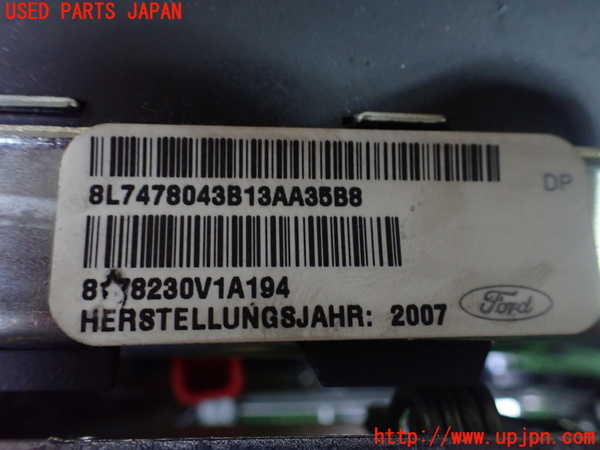 USED PARTS JAPAN
8L7478043B13AA35B8
DP
HERSTELLUNGSJAHR: 2007
Ford
http://www.upjpn.com/